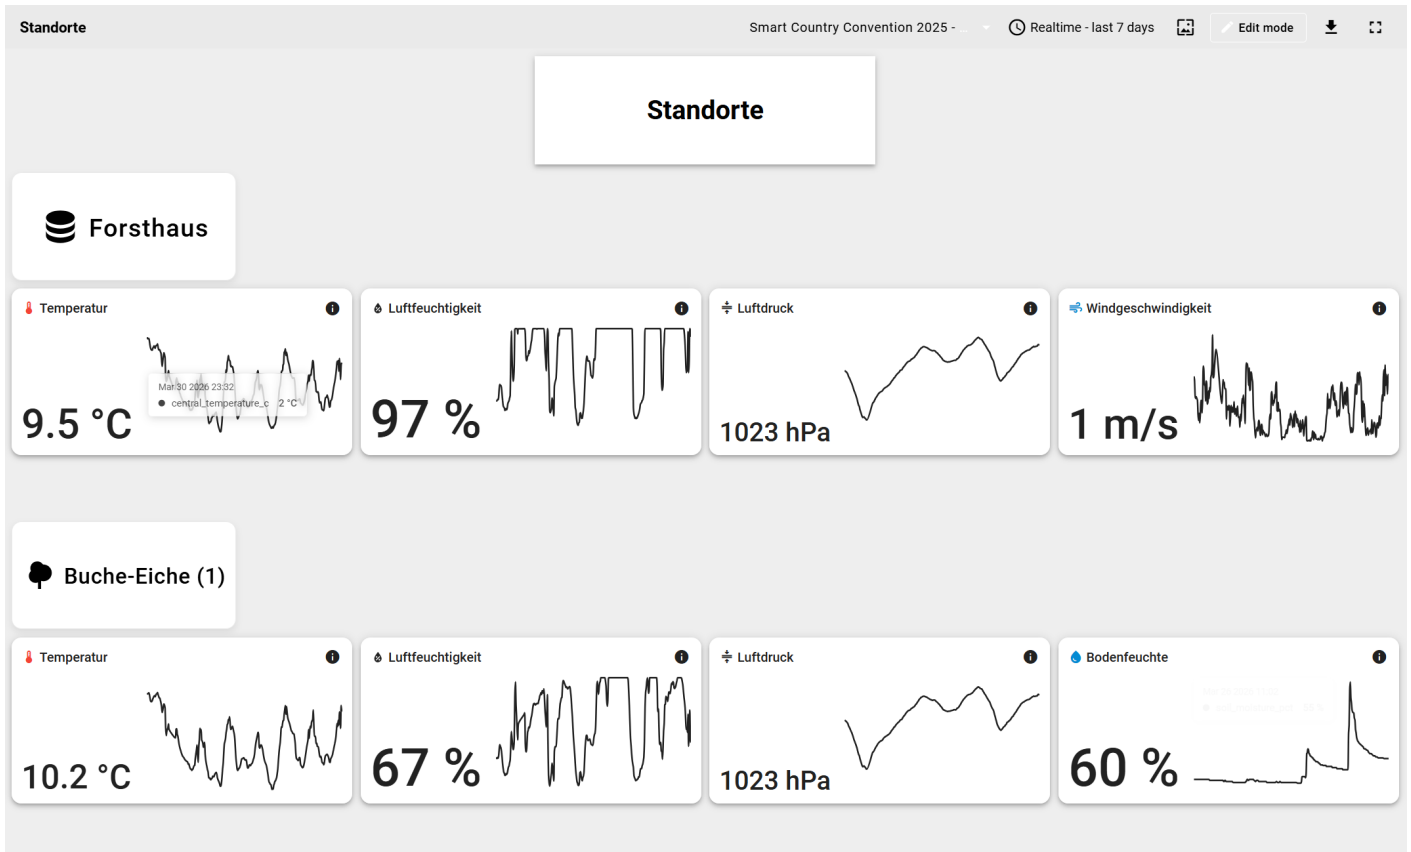 Standorte
Smart Country Convention 2025 - ...
Realtime - last 7 days
Edit mode
Standorte
Forsthaus
Temperatur
Luftfeuchtigkeit
Luftdruck
Windgeschwindigkeit
Mar 30 2026 23:32
central_temperature_c 2 °C
9.5 °C
97 %
1023 hPa
1 m/s
Buche-Eiche (1)
Temperatur
Luftfeuchtigkeit
Luftdruck
Bodenfeuchte
10.2 °C
67 %
1023 hPa
60 %